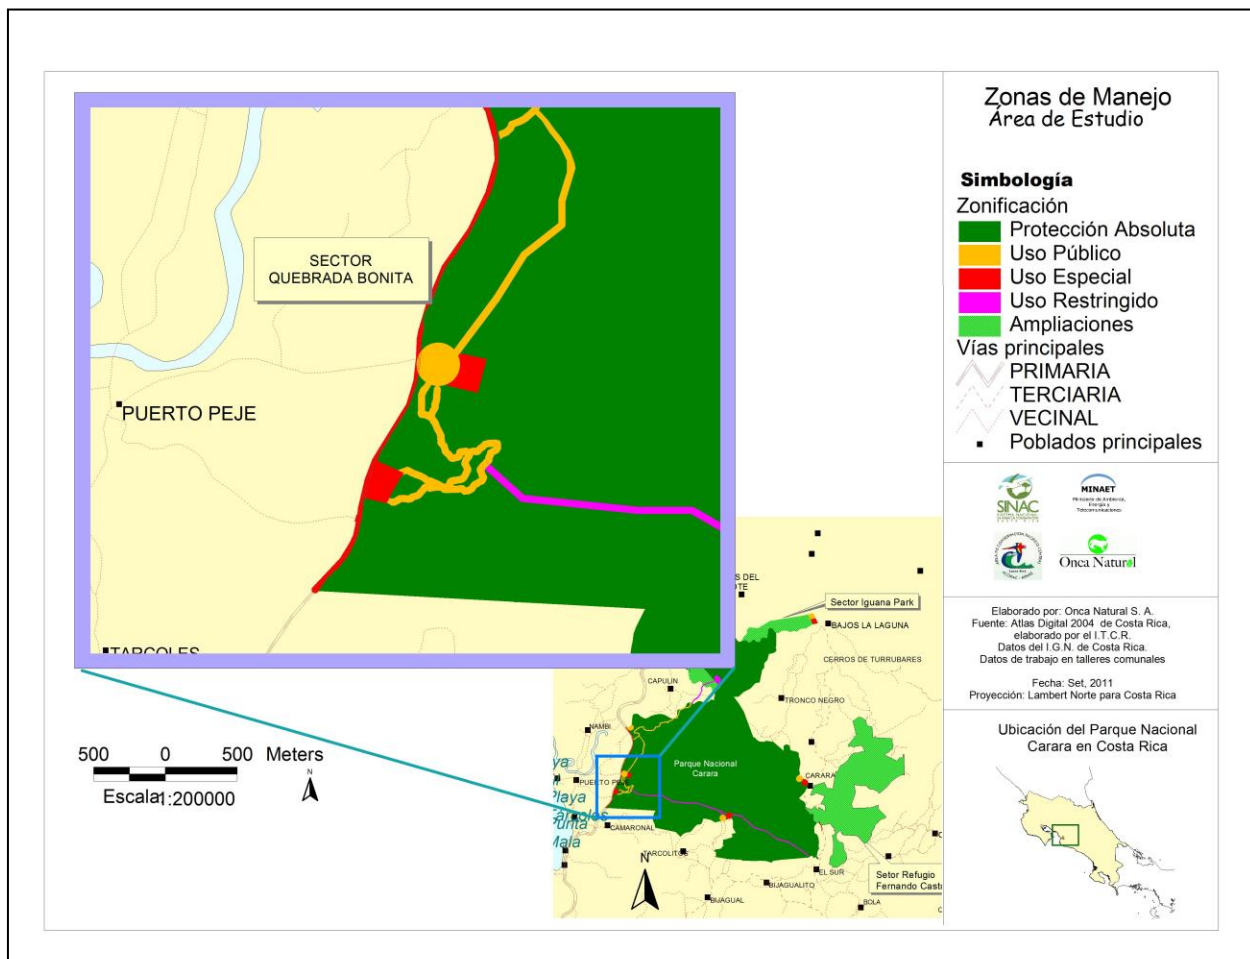 Zonas de Manejo
Área de Estudio
Simbología
Zonificación
Protección Absoluta
Uso Público
Uso Especial
Uso Restringido
Ampliaciones
Vías principales
PRIMARIA
TERCIARIA
VECINAL
Poblados principales
SINAC
MINAET
Ministerio de Ambiente,
Energía y
Telecomunicaciones
Onca Natural
Elaborado por: Onca Natural S. A.
Fuente: Atlas Digital 2004 de Costa Rica,
elaborado por el I.T.C.R.
Datos del I.G.N. de Costa Rica.
Datos de trabajo en talleres comunales
Fecha: Set, 2011
Proyección: Lambert Norte para Costa Rica
Ubicación del Parque Nacional
Carara en Costa Rica
SECTOR
QUEBRADA BONITA
PUERTO PEJE
TARCOLES
500 0 500 Meters
Escala 1:200000
N
Sector Iguana Park
BAJOS LA LAGUNA
CERROS DE TURRUBARES
CAPULIN
TRONCO NEGRO
NAMBI
Parque Nacional
Carara
CARARA
PUERTO PEJE
Playa
Punta
Mala
CAMARONAL
TARCOLITOS
EL SUR
Setor Refugio
Fernando Cast
BIJAGUALITO
BIJAGUAL
BOLA
N